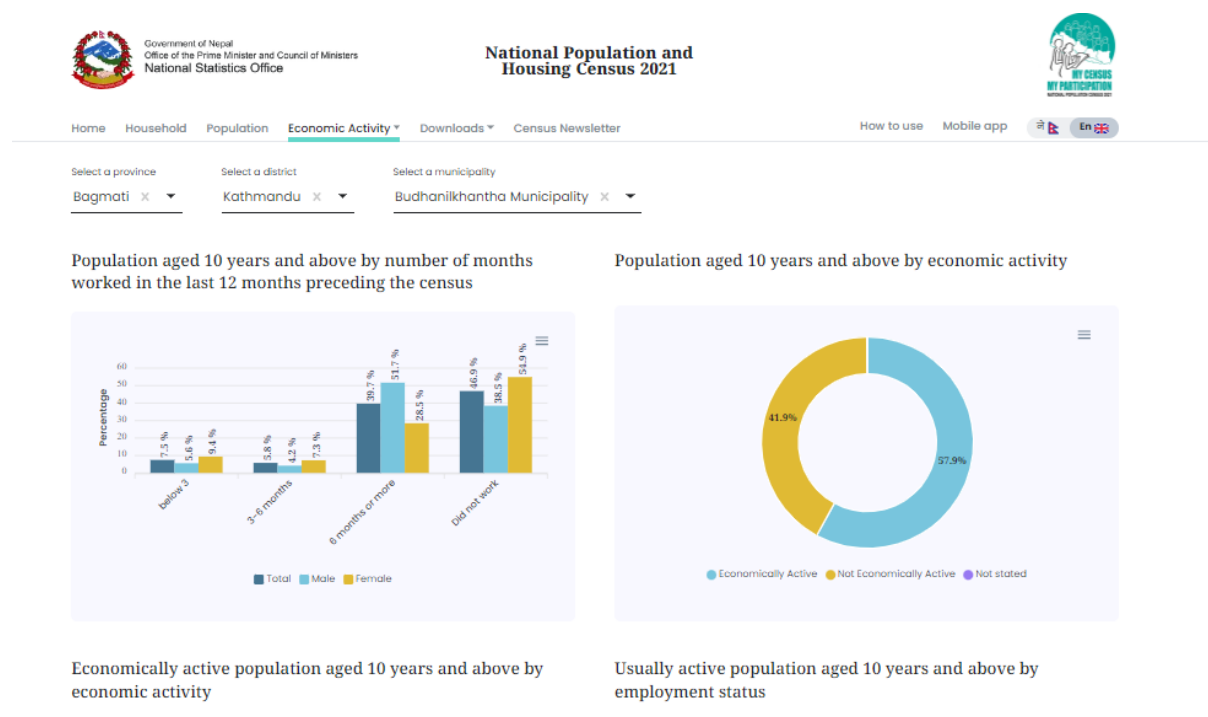 Government of Nepal
Office of the Prime Minister and Council of Ministers
National Statistics Office
National Population and
Housing Census 2021
MY CENSUS
MY PARTICIPATION
NATIONAL POPULATION CENSUS 2021
Home Household Population Economic Activity Downloads Census Newsletter How to use Mobile app ने En
Select a province Select a district Select a municipality
Bagmati x Kathmandu x Budhanilkhantha Municipality x
Population aged 10 years and above by number of months
worked in the last 12 months preceding the census
Percentage
60
50
40
30
20
10
0
7.5 % 5.6 % 9.4 % 5.8 % 4.2 % 7.3 % 39.7 % 51.7 % 28.5 % 46.9 % 38.5 % 54.9 %
below 3 3-6 months 6 months or more Did not work
Total Male Female
Population aged 10 years and above by economic activity
41.9%
57.9%
Economically Active Not Economically Active Not stated
Economically active population aged 10 years and above by
economic activity
Usually active population aged 10 years and above by
employment status